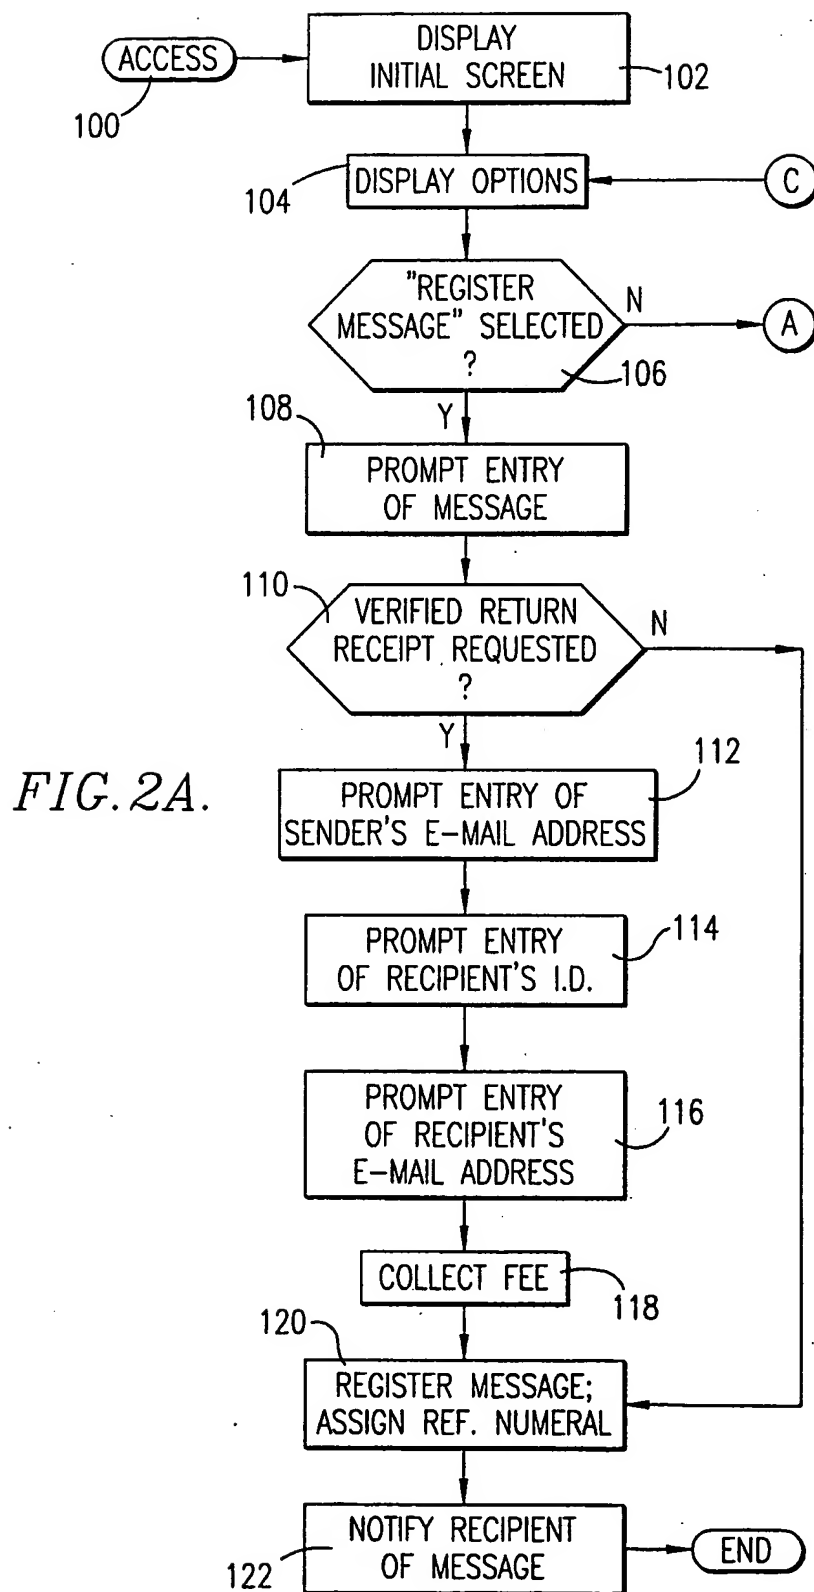 ACCESS
100
DISPLAY
INITIAL SCREEN
102
104
DISPLAY OPTIONS
C
"REGISTER
MESSAGE" SELECTED
?
N
A
106
Y
108
PROMPT ENTRY
OF MESSAGE
110
VERIFIED RETURN
RECEIPT REQUESTED
?
N
Y
FIG. 2A.
112
PROMPT ENTRY OF
SENDER'S E-MAIL ADDRESS
114
PROMPT ENTRY
OF RECIPIENT'S I.D.
PROMPT ENTRY
OF RECIPIENT'S
E-MAIL ADDRESS
116
COLLECT FEE
118
120
REGISTER MESSAGE;
ASSIGN REF. NUMERAL
NOTIFY RECIPIENT
OF MESSAGE
122
END